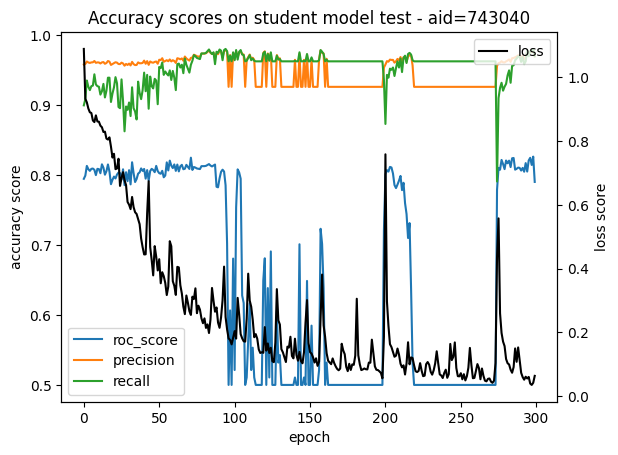 Accuracy scores on student model test - aid=743040
1.0
0.9
0.8
0.7
0.6
0.5
accuracy score
0
50
100
150
200
250
300
epoch
1.0
0.8
0.6
0.4
0.2
0.0
loss score
loss
roc_score
precision
recall